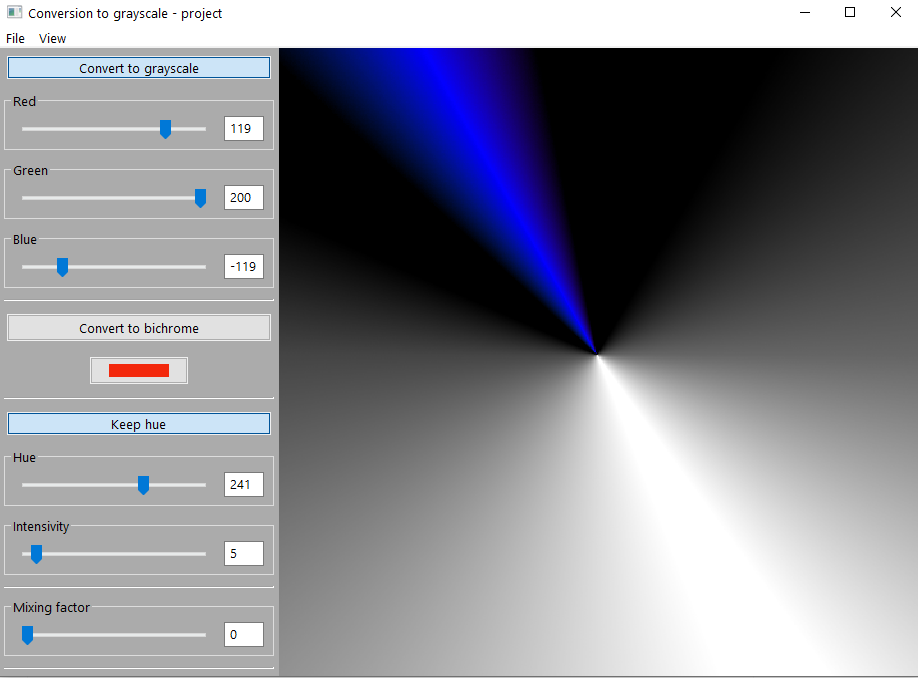 Conversion to grayscale - project
File View
Convert to grayscale
Red
119
Green
200
Blue
-119
Convert to bichrome
Keep hue
Hue
241
Intensivity
5
Mixing factor
0